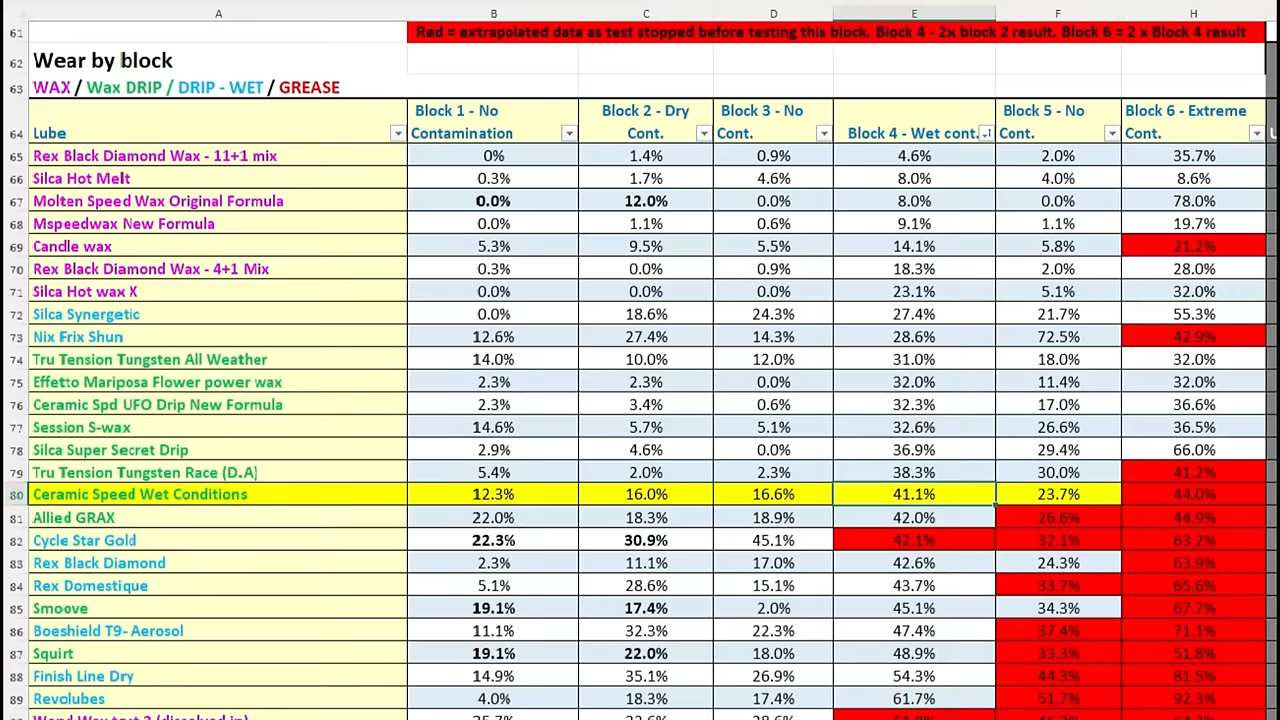 A B C D E F H
61 Red = extrapolated data as test stopped before testing this block. Block 4 - 2x block 2 result. Block 6 = 2 x Block 4 result
62 Wear by block
63 WAX / Wax DRIP / DRIP - WET / GREASE
Block 1 - No Block 2 - Dry Block 3 - No Block 5 - No Block 6 - Extreme
64 Lube Contamination Cont. Cont. Block 4 - Wet cont. Cont. Cont.
65 Rex Black Diamond Wax - 11+1 mix 0% 1.4% 0.9% 4.6% 2.0% 35.7%
66 Silca Hot Melt 0.3% 1.7% 4.6% 8.0% 4.0% 8.6%
67 Molten Speed Wax Original Formula 0.0% 12.0% 0.0% 8.0% 0.0% 78.0%
68 Mspeedwax New Formula 0.0% 1.1% 0.6% 9.1% 1.1% 19.7%
69 Candle wax 5.3% 9.5% 5.5% 14.1% 5.8% 21.2%
70 Rex Black Diamond Wax - 4+1 Mix 0.3% 0.0% 0.9% 18.3% 2.0% 28.0%
71 Silca Hot wax X 0.0% 0.0% 0.0% 23.1% 5.1% 32.0%
72 Silca Synergetic 0.0% 18.6% 24.3% 27.4% 21.7% 55.3%
73 Nix Frix Shun 12.6% 27.4% 14.3% 28.6% 72.5% 42.9%
74 Tru Tension Tungsten All Weather 14.0% 10.0% 12.0% 31.0% 18.0% 32.0%
75 Effetto Mariposa Flower power wax 2.3% 2.3% 0.0% 32.0% 11.4% 32.0%
76 Ceramic Spd UFO Drip New Formula 2.3% 3.4% 0.6% 32.3% 17.0% 36.6%
77 Session S-wax 14.6% 5.7% 5.1% 32.6% 26.6% 36.5%
78 Silca Super Secret Drip 2.9% 4.6% 0.0% 36.9% 29.4% 66.0%
79 Tru Tension Tungsten Race (D.A) 5.4% 2.0% 2.3% 38.3% 30.0% 41.2%
80 Ceramic Speed Wet Conditions 12.3% 16.0% 16.6% 41.1% 23.7% 44.0%
81 Allied GRAX 22.0% 18.3% 18.9% 42.0% 26.6% 44.9%
82 Cycle Star Gold 22.3% 30.9% 45.1% 42.1% 32.1% 63.2%
83 Rex Black Diamond 2.3% 11.1% 17.0% 42.6% 24.3% 63.9%
84 Rex Domestique 5.1% 28.6% 15.1% 43.7% 33.7% 65.6%
85 Smoove 19.1% 17.4% 2.0% 45.1% 34.3% 67.7%
86 Boeshield T9- Aerosol 11.1% 32.3% 22.3% 47.4% 37.4% 71.1%
87 Squirt 19.1% 22.0% 18.0% 48.9% 33.3% 51.8%
88 Finish Line Dry 14.9% 35.1% 26.9% 54.3% 44.3% 81.5%
89 Revolubes 4.0% 18.3% 17.4% 61.7% 51.7% 92.3%